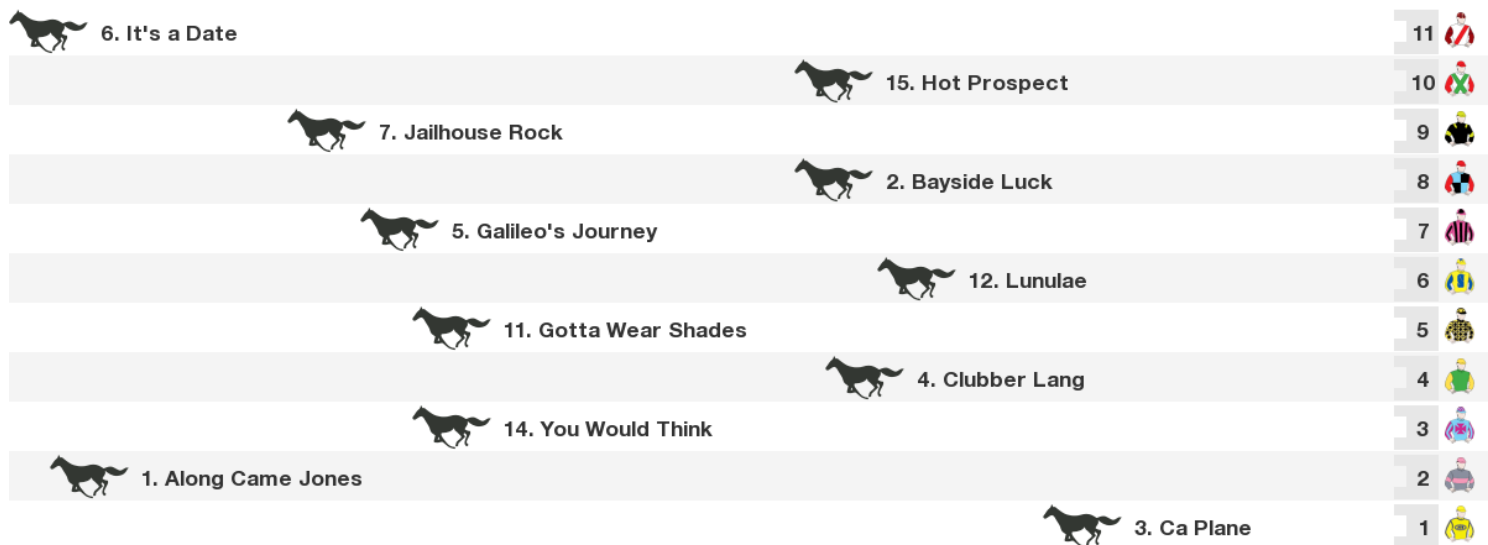 6. It's a Date 11
15. Hot Prospect 10
7. Jailhouse Rock 9
2. Bayside Luck 8
5. Galileo's Journey 7
12. Lunulae 6
11. Gotta Wear Shades 5
4. Clubber Lang 4
14. You Would Think 3
1. Along Came Jones 2
3. Ca Plane 1